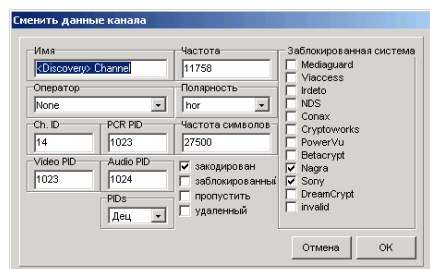 Сменить данные канала
Имя
Частота
Заблокированная система
<Discovery> Channel
11758
Mediaguard
Viaccess
Irdeto
NDS
Conax
Cryptoworks
PowerVu
Betacrypt
Nagra
Sony
DreamCrypt
invalid
Оператор
Полярность
None
hor
Ch. ID
PCR PID
Частота символов
14
1023
27500
Video PID
Audio PID
1023
1024
закодирован
заблокированный
пропустить
удаленный
PIDs
Дец
Отмена
OK